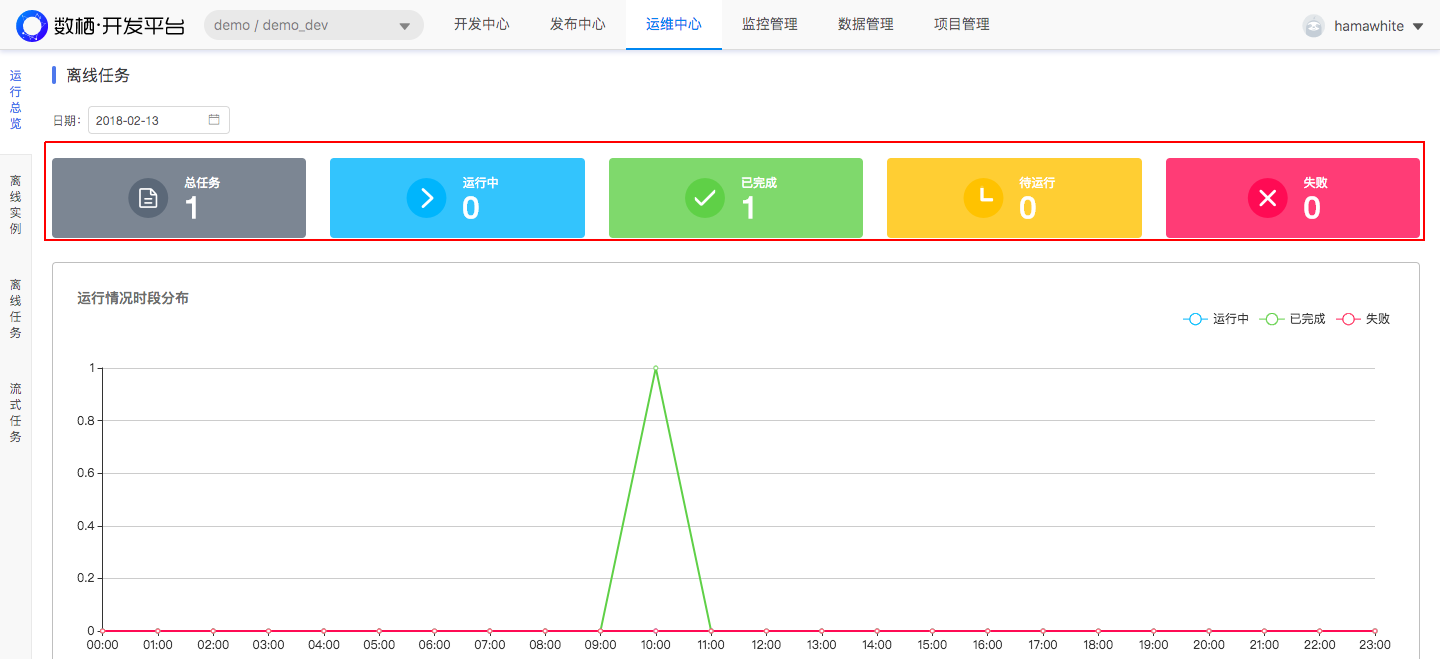 数栖·开发平台 demo / demo_dev 开发中心 发布中心 运维中心 监控管理 数据管理 项目管理 hamawhite
运行总览
离线实例
离线任务
流式任务
离线任务
日期: 2018-02-13
总任务 运行中 已完成 待运行 失败
1 0 1 0 0
运行情况时段分布
运行中 已完成 失败
1
0.8
0.6
0.4
0.2
0
00:00 01:00 02:00 03:00 04:00 05:00 06:00 07:00 08:00 09:00 10:00 11:00 12:00 13:00 14:00 15:00 16:00 17:00 18:00 19:00 20:00 21:00 22:00 23:00